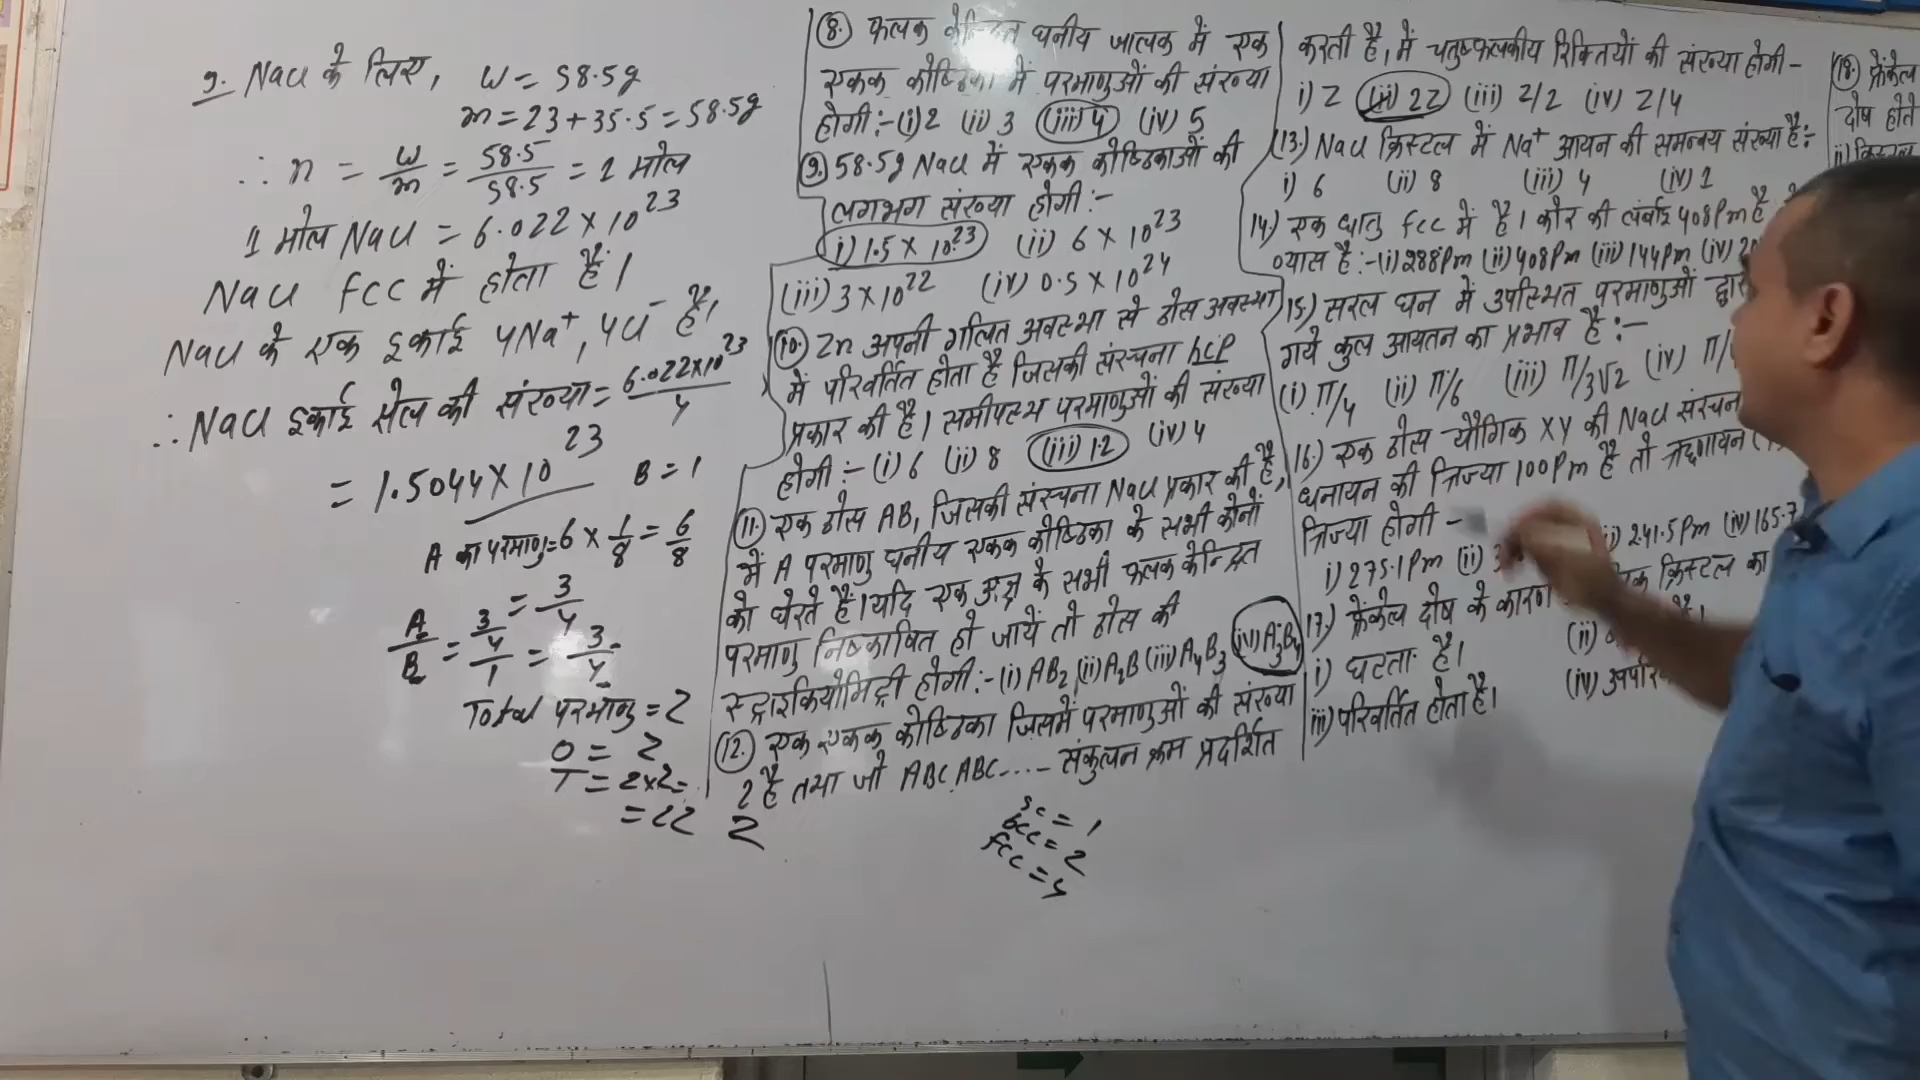 9. NaCl के लिए, W = 58.5g
m = 23 + 35.5 = 58.5g
∴ n = W/m = 58.5/58.5 = 1 मोल
1 मोल NaCl = 6.022 × 10^23
NaCl fcc में होता है।
NaCl के एक इकाई 4Na⁺, 4Cl⁻ है।
∴ NaCl इकाई सेल की संख्या = 6.022×10^23/4
= 1.5044 × 10^23 B = 1
A का परमाणु = 6 × 1/8 = 6/8
= 3/4
A/B = 3/4/1 = 3/4
Total परमाणु = 2
O = 2
T = 2×2 =
= 2Z Z
(8.) फलक केन्द्रित घनीय जालक में एक
एकक कोष्ठिका में परमाणुओं की संख्या
होगी :- (i) 2 (ii) 3 (iii) 4 (iv) 5
(9.) 58.5g NaCl में एकक कोष्ठिकाओं की
लगभग संख्या होगी :-
(i) 1.5 × 10^23 (ii) 6 × 10^23
(iii) 3 × 10^22 (iv) 0.5 × 10^24
(10.) Zn अपनी गलित अवस्था से ठोस अवस्था
में परिवर्तित होता है जिसकी संरचना hcp
प्रकार की है। समीपस्थ परमाणुओं की संख्या
होगी :- (i) 6 (ii) 8 (iii) 12 (iv) 4
(11.) एक ठोस AB, जिसकी संरचना NaCl प्रकार की है,
में A परमाणु घनीय एकक कोष्ठिका के सभी कोनों
को घेरते हैं। यदि एक अक्ष के सभी फलक केन्द्रित
परमाणु निष्काषित हो जायें तो ठोस की
स्ट्राइकियोमिट्री होगी :- (i) AB₂ (ii) A₂B (iii) A₄B₃ (iv) A₃B₄
(12.) एक एकक कोष्ठिका जिसमें परमाणुओं की संख्या
Z है तथा जो ABC ABC .... संकुलन क्रम प्रदर्शित
sc = 1
bcc = 2
fcc = 4
करती है, में चतुष्फलकीय रिक्तियों की संख्या होगी -
i) Z (ii) 2Z (iii) Z/2 (iv) Z/4
(13.) NaCl क्रिस्टल में Na⁺ आयन की समन्वय संख्या है :-
i) 6 (ii) 8 (iii) 4 (iv) 1
14.) एक धातु fcc में है। कोर की लंबाई 408Pm है
व्यास है :- (i) 288Pm (ii) 408Pm (iii) 144Pm (iv)
15.) सरल घन में उपस्थित परमाणुओं
गये कुल आयतन का प्रभाव है :-
(i) Π/4 (ii) Π/6 (iii) Π/3√2 (iv) Π/
16.) एक ठोस यौगिक XY की NaCl
धनायन की त्रिज्या 100Pm है तो ऋणायन
त्रिज्या होगी -
i) 275.1Pm (ii) 241.5Pm (iv) 165.7
17.) फ्रेंकेल दोष के कारण क्रिस्टल का
i) घटता है। (ii) है।
iii) परिवर्तित होता है। (iv)
(18.) फ्रेंकेल
दोष होते